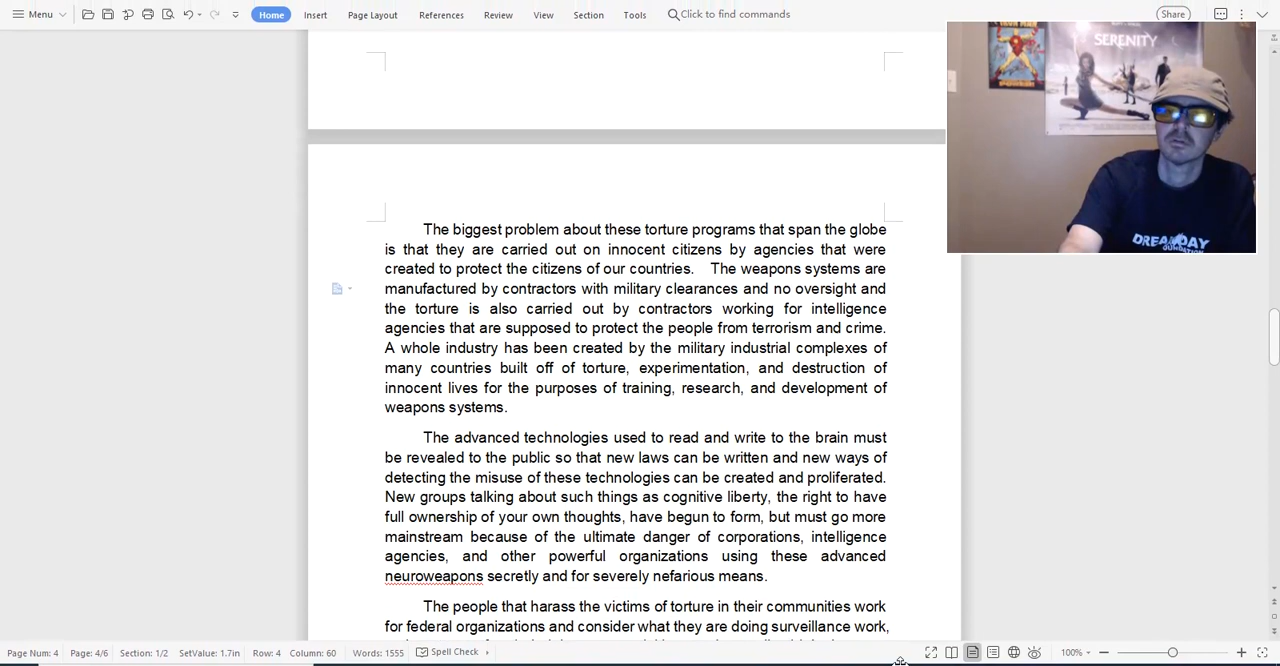 Menu Home Insert Page Layout References Review View Section Tools Click to find commands Share
SERENITY
The biggest problem about these torture programs that span the globe
is that they are carried out on innocent citizens by agencies that were
created to protect the citizens of our countries. The weapons systems are
manufactured by contractors with military clearances and no oversight and
the torture is also carried out by contractors working for intelligence
agencies that are supposed to protect the people from terrorism and crime.
A whole industry has been created by the military industrial complexes of
many countries built off of torture, experimentation, and destruction of
innocent lives for the purposes of training, research, and development of
weapons systems.
The advanced technologies used to read and write to the brain must
be revealed to the public so that new laws can be written and new ways of
detecting the misuse of these technologies can be created and proliferated.
New groups talking about such things as cognitive liberty, the right to have
full ownership of your own thoughts, have begun to form, but must go more
mainstream because of the ultimate danger of corporations, intelligence
agencies, and other powerful organizations using these advanced
neuroweapons secretly and for severely nefarious means.
The people that harass the victims of torture in their communities work
for federal organizations and consider what they are doing surveillance work,
Page Num: 4 Page: 4/6 Section: 1/2 SetValue: 1.7in Row: 4 Column: 60 Words: 1555 Spell Check 100%